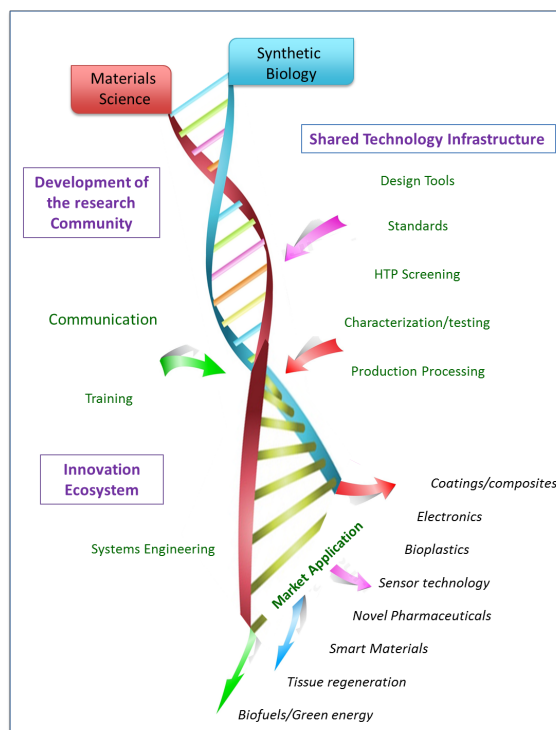 Synthetic
Biology
Materials
Science
Shared Technology Infrastructure
Development of
the research
Community
Design Tools
Standards
HTP Screening
Communication
Characterization/testing
Production Processing
Training
Innovation
Ecosystem
Systems Engineering
Market Application
Coatings/composites
Electronics
Bioplastics
Sensor technology
Novel Pharmaceuticals
Smart Materials
Tissue regeneration
Biofuels/Green energy